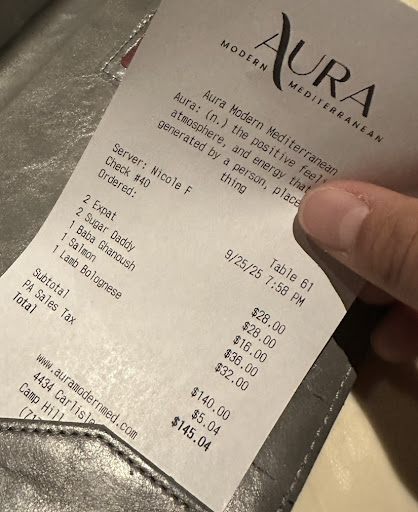 AURA
MODERN MEDITERRANEAN
Aura Modern Mediterranean
Aura: (n.) the positive
atmosphere, and energy
generated by a person, place
thing
Server: Nicole F
Table 61
Check #40
9/25/25 7:58 PM
Ordered:
2 Expat $28.00
2 Sugar Daddy $28.00
1 Baba Ghanoush $16.00
1 Salmon $36.00
1 Lamb Bolognese $32.00
Subtotal $140.00
PA Sales Tax $5.04
Total $145.04
www.auramodernmed.com
4434 Carlisle
Camp Hill
(71